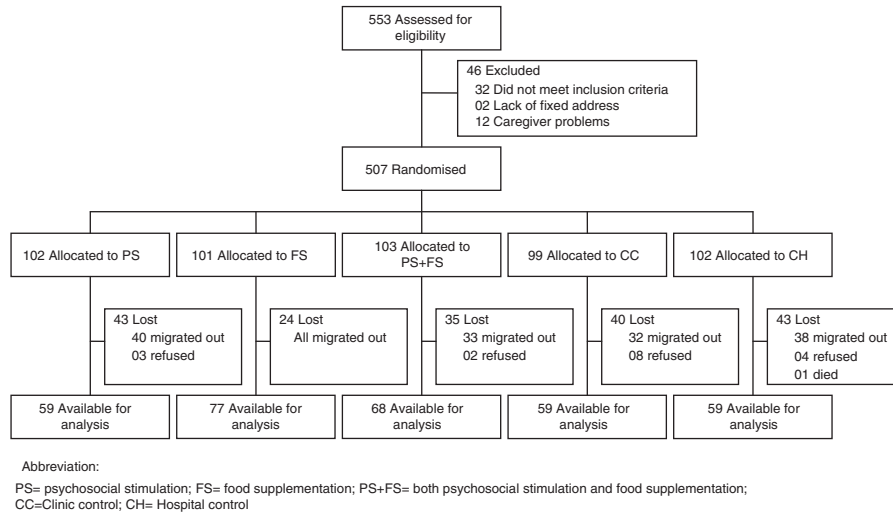 553 Assessed for
eligibility
46 Excluded
32 Did not meet inclusion criteria
02 Lack of fixed address
12 Caregiver problems
507 Randomised
102 Allocated to PS
101 Allocated to FS
103 Allocated to
PS+FS
99 Allocated to CC
102 Allocated to CH
43 Lost
40 migrated out
03 refused
24 Lost
All migrated out
35 Lost
33 migrated out
02 refused
40 Lost
32 migrated out
08 refused
43 Lost
38 migrated out
04 refused
01 died
59 Available for
analysis
77 Available for
analysis
68 Available for
analysis
59 Available for
analysis
59 Available for
analysis
Abbreviation:
PS= psychosocial stimulation; FS= food supplementation; PS+FS= both psychosocial stimulation and food supplementation;
CC=Clinic control; CH= Hospital control